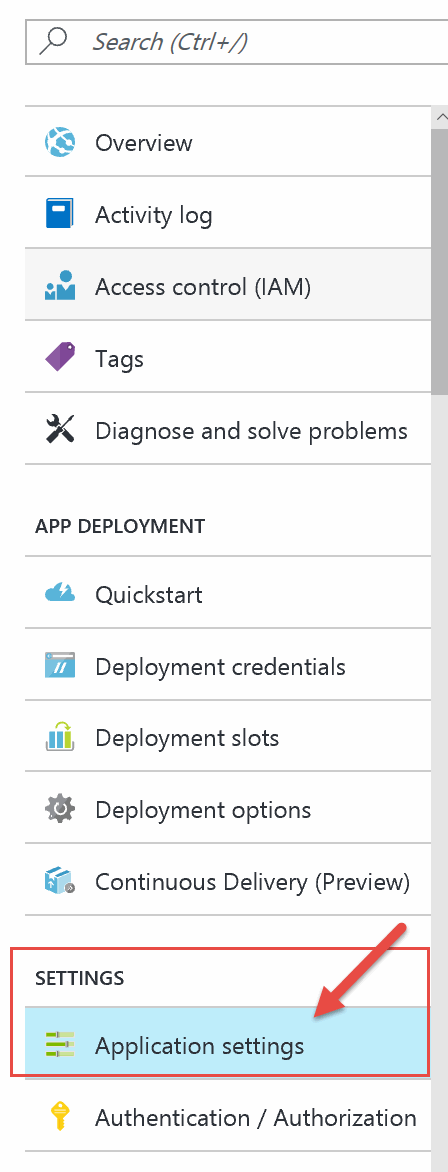 Search (Ctrl+/)
Overview
Activity log
Access control (IAM)
Tags
Diagnose and solve problems
APP DEPLOYMENT
Quickstart
Deployment credentials
Deployment slots
Deployment options
Continuous Delivery (Preview)
SETTINGS
Application settings
Authentication / Authorization